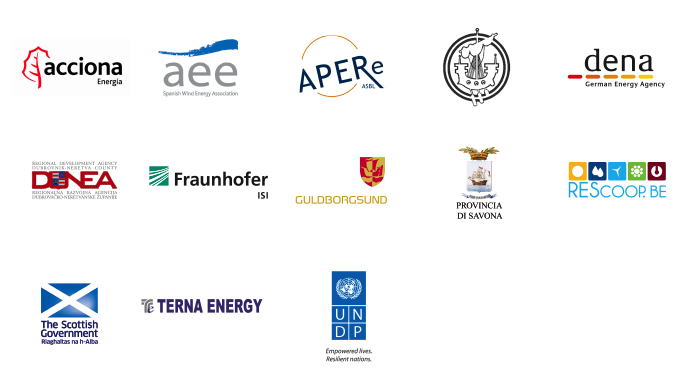 acciona
Energía
aee
Spanish Wind Energy Association
APERe
ASBL
dena
German Energy Agency
REGIONAL DEVELOPMENT AGENCY
DUBROVNIK-NERETVA COUNTY
DUNEA
REGIONALNA RAZVOJNA AGENCIJA
DUBROVAČKO-NERETVANSKE ŽUPANIJE
Fraunhofer
ISI
GULDBORGSUND
PROVINCIA
DI SAVONA
REScoop.be
The Scottish
Government
Riaghaltas na h-Alba
TERNA ENERGY
U N
D P
Empowered lives.
Resilient nations.